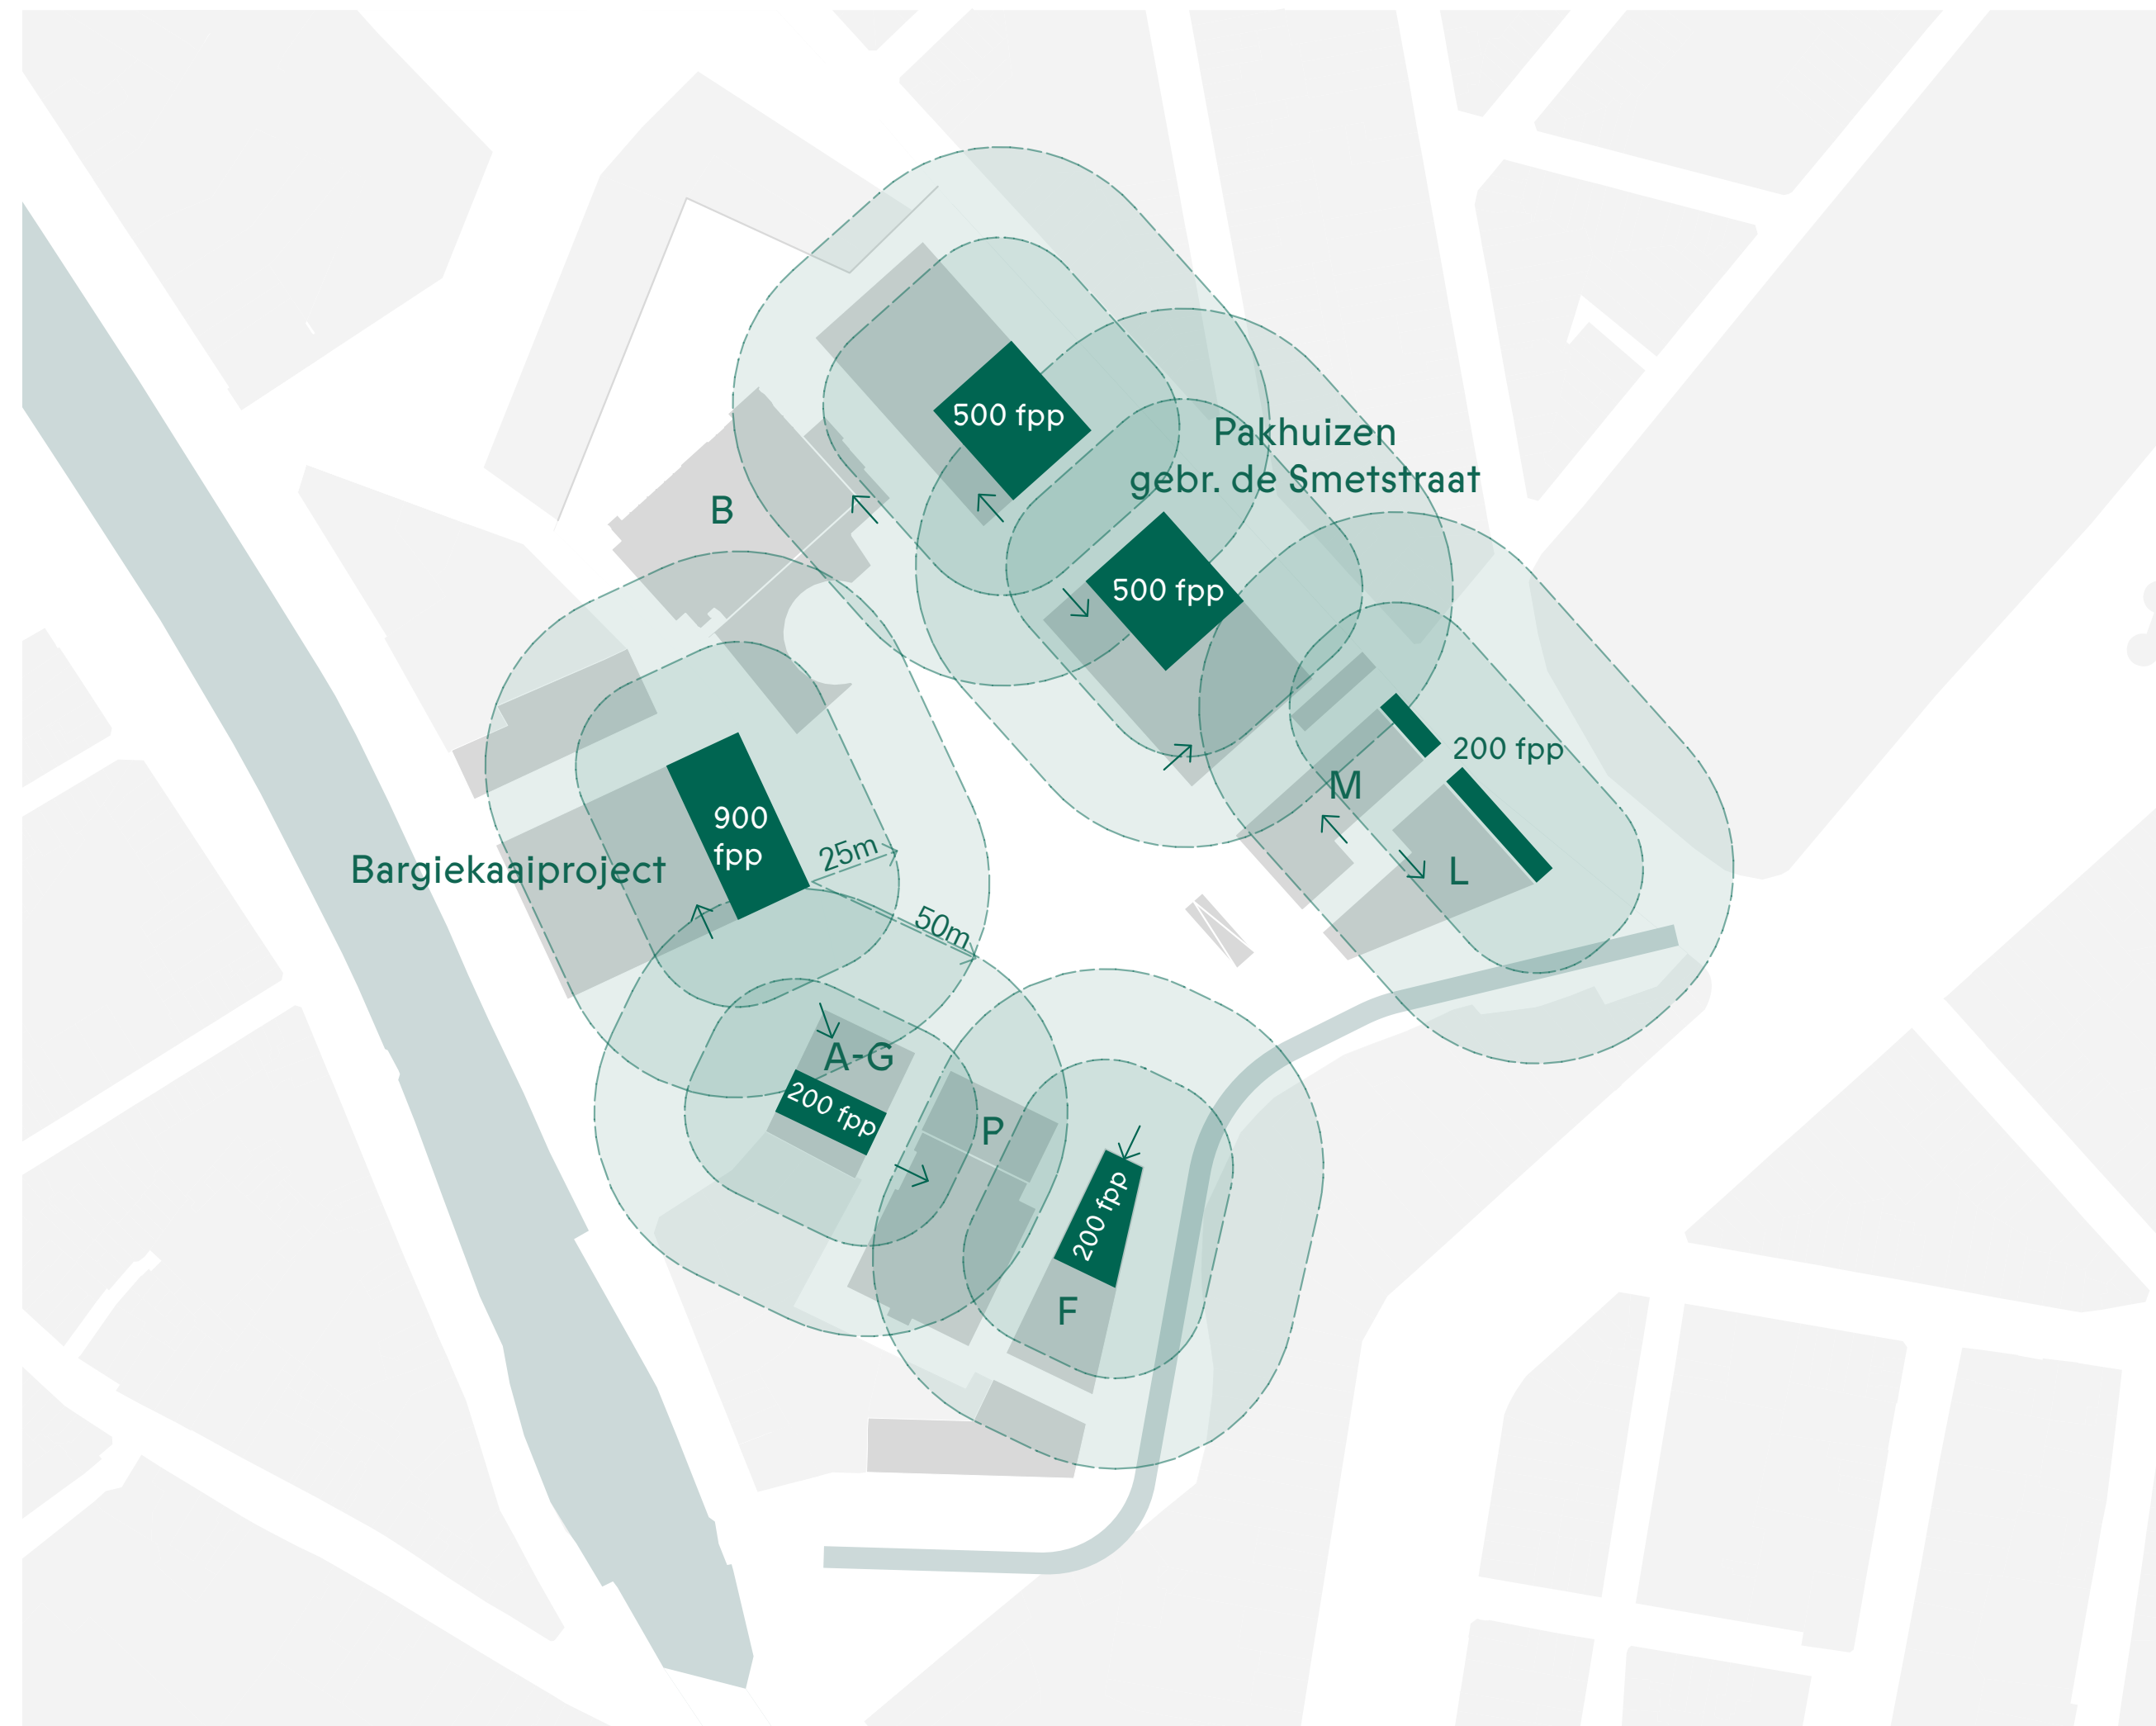 500 fpp
Pakhuizen
gebr. de Smetstraat
B
500 fpp
200 fpp
M
L
900
fpp
25m
Bargiekaaiproject
50m
A-G
200 fpp
P
200 fpp
F